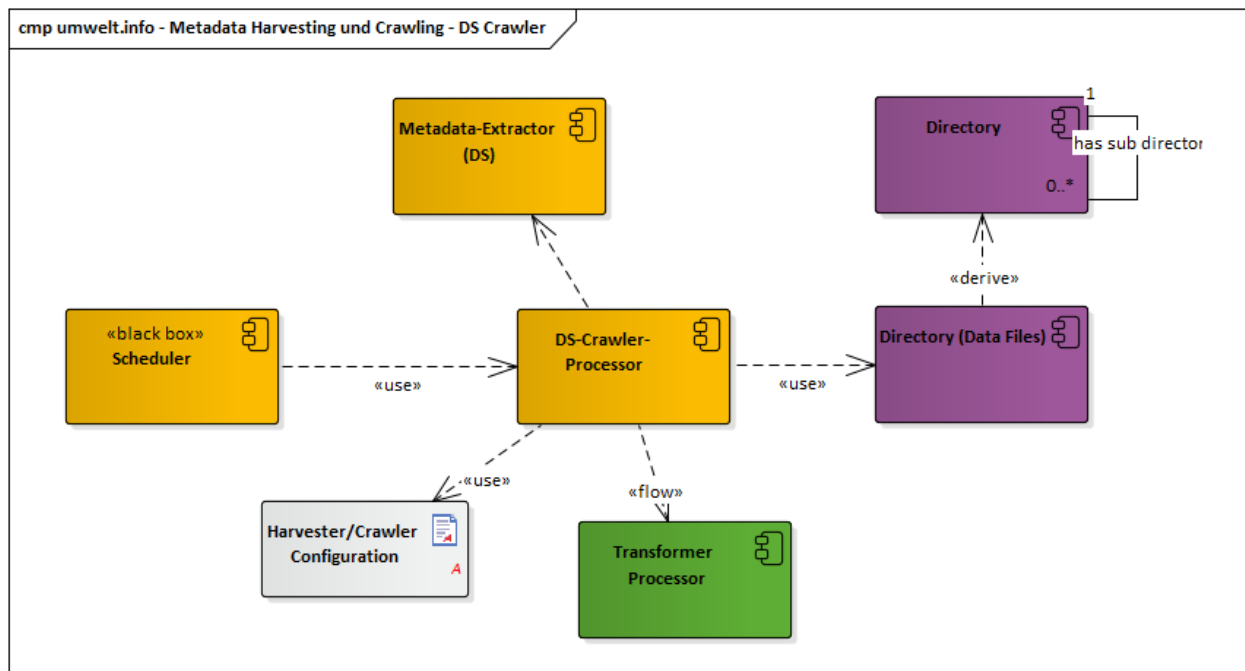 cmp umwelt.info - Metadata Harvesting und Crawling - DS Crawler
Metadata-Extractor
(DS)
Directory
1
has sub director
0..*
«derive»
«black box»
Scheduler
«use»
DS-Crawler-
Processor
«use»
Directory (Data Files)
«use»
«flow»
Harvester/Crawler
Configuration
A
Transformer
Processor